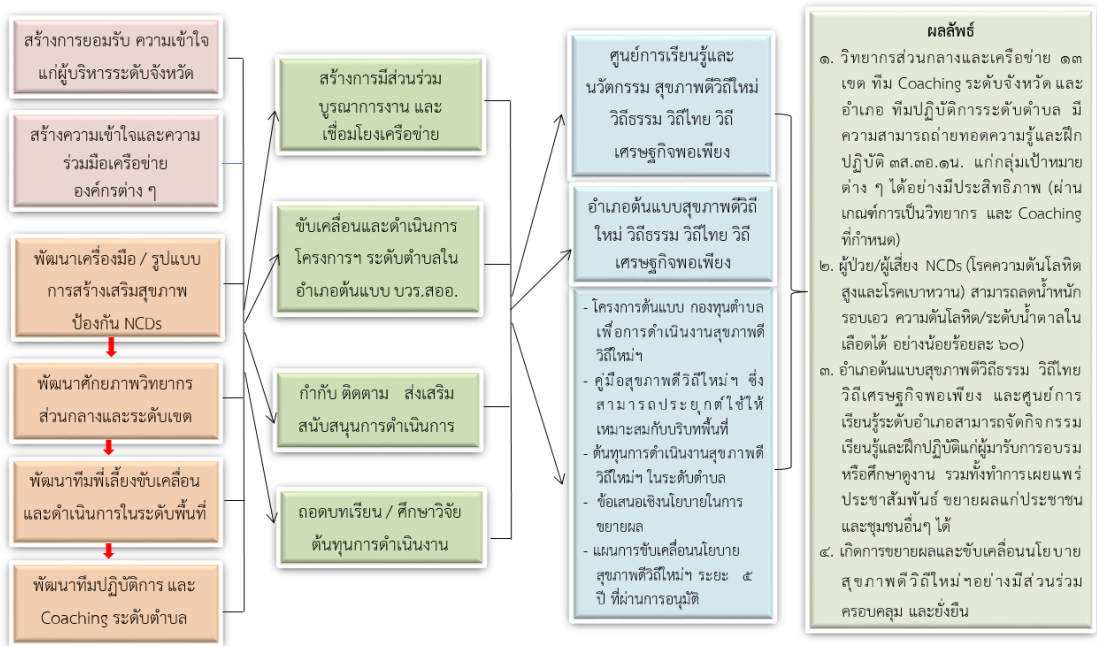 สร้างการยอมรับ ความเข้าใจ
แก่ผู้บริหารระดับจังหวัด
สร้างความเข้าใจและความ
ร่วมมือเครือข่าย
องค์กรต่าง ๆ
พัฒนาเครื่องมือ / รูปแบบ
การสร้างเสริมสุขภาพ
ป้องกัน NCDs
พัฒนาศักยภาพวิทยากร
ส่วนกลางและระดับเขต
พัฒนาทีมพี่เลี้ยงขับเคลื่อน
และดำเนินการในระดับพื้นที่
พัฒนาทีมปฏิบัติการ และ
Coaching ระดับตำบล
สร้างการมีส่วนร่วม
บูรณาการงาน และ
เชื่อมโยงเครือข่าย
ขับเคลื่อนและดำเนินการ
โครงการฯ ระดับตำบลใน
อำเภอต้นแบบ บวร.สออ.
กำกับ ติดตาม ส่งเสริม
สนับสนุนการดำเนินการ
ถอดบทเรียน / ศึกษาวิจัย
ต้นทุนการดำเนินงาน
ศูนย์การเรียนรู้และ
นวัตกรรม สุขภาพดีวิถีใหม่
วิถีธรรม วิถีไทย วิถี
เศรษฐกิจพอเพียง
อำเภอต้นแบบสุขภาพดีวิถี
ใหม่ วิถีธรรม วิถีไทย วิถี
เศรษฐกิจพอเพียง
- โครงการต้นแบบ กองทุนตำบล
เพื่อการดำเนินงานสุขภาพดี
วิถีใหม่ฯ
- คู่มือสุขภาพดีวิถีใหม่ฯ ซึ่ง
สามารถประยุกต์ใช้ให้
เหมาะสมกับบริบทพื้นที่
- ต้นทุนการดำเนินงานสุขภาพดี
วิถีใหม่ฯ ในระดับตำบล
- ข้อเสนอเชิงนโยบายในการ
ขยายผล
- แผนการขับเคลื่อนนโยบาย
สุขภาพดีวิถีใหม่ฯ ระยะ ๕
ปี ที่ผ่านการอนุมัติ
ผลลัพธ์
๑. วิทยากรส่วนกลางและเครือข่าย ๑๓
เขต ทีม Coaching ระดับจังหวัด และ
อำเภอ ทีมปฏิบัติการระดับตำบล มี
ความสามารถถ่ายทอดความรู้และฝึก
ปฏิบัติ ๓ส.๓อ.๑น. แก่กลุ่มเป้าหมาย
ต่าง ๆ ได้อย่างมีประสิทธิภาพ (ผ่าน
เกณฑ์การเป็นวิทยากร และ Coaching
ที่กำหนด)
๒. ผู้ป่วย/ผู้เสี่ยง NCDs (โรคความดันโลหิต
สูงและโรคเบาหวาน) สามารถลดน้ำหนัก
รอบเอว ความดันโลหิต/ระดับน้ำตาลใน
เลือดได้ อย่างน้อยร้อยละ ๖๐)
๓. อำเภอต้นแบบสุขภาพดีวิถีธรรม วิถีไทย
วิถีเศรษฐกิจพอเพียง และศูนย์การ
เรียนรู้ระดับอำเภอสามารถจัดกิจกรรม
เรียนรู้และฝึกปฏิบัติแก่ผู้มารับการอบรม
หรือศึกษาดูงาน รวมทั้งทำการเผยแพร่
ประชาสัมพันธ์ ขยายผลแก่ประชาชน
และชุมชนอื่นๆ ได้
๔. เกิดการขยายผลและขับเคลื่อนนโยบาย
สุขภาพดีวิถีใหม่ฯอย่างมีส่วนร่วม
ครอบคลุม และยั่งยืน